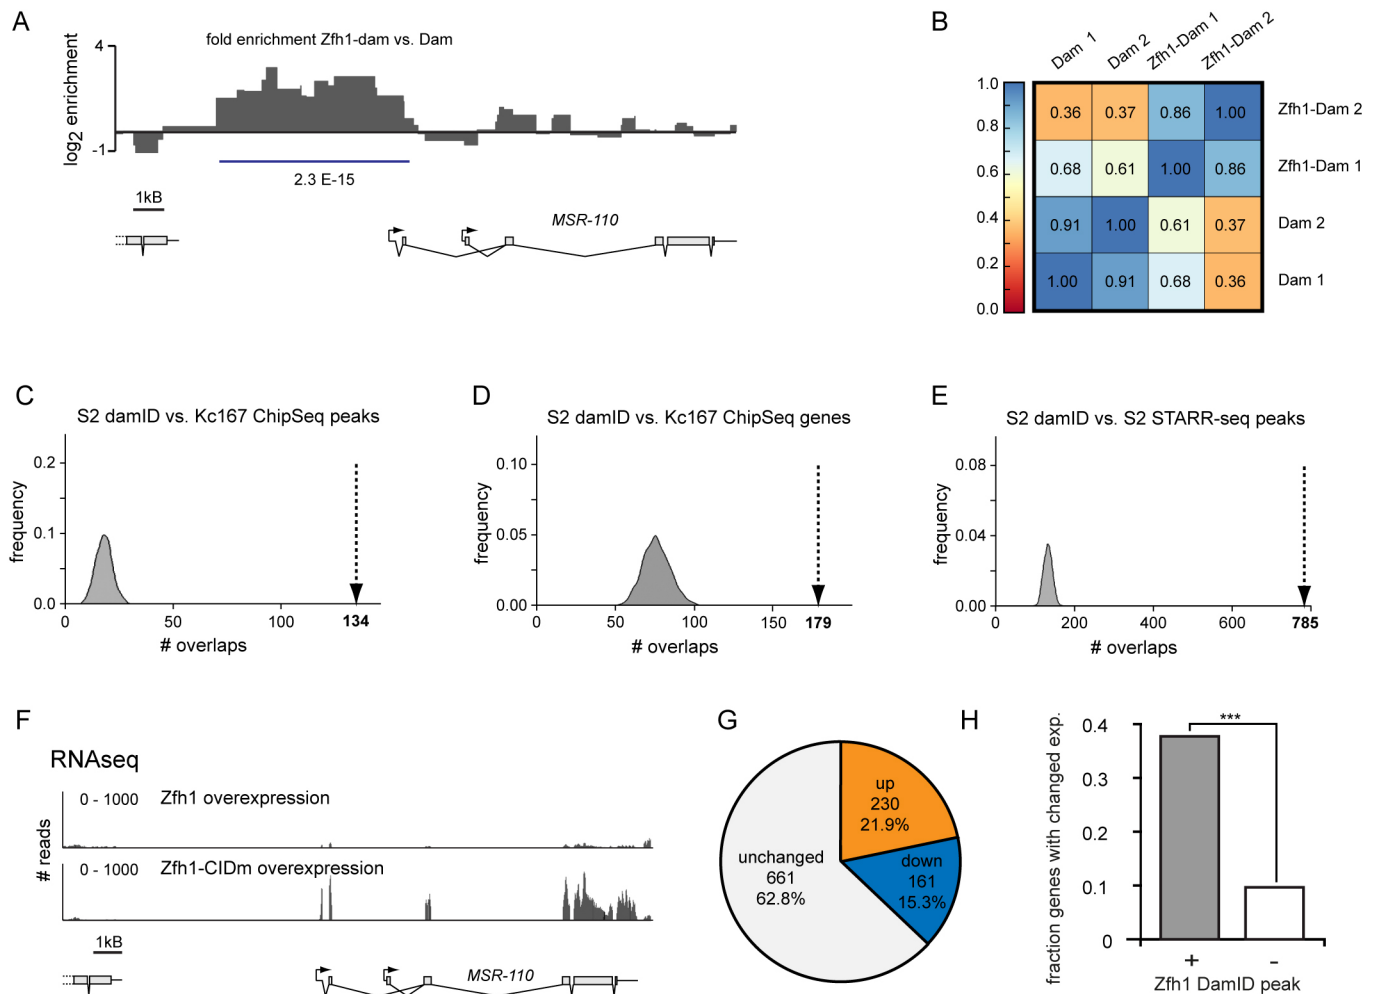 A
fold enrichment Zfh1-dam vs. Dam
4
log2 enrichment
-1
2.3 E-15
1kB
MSR-110
B
Dam 1
Dam 2
Zfh1-Dam 1
Zfh1-Dam 2
1.0
0.8
0.6
0.4
0.2
0.0
0.36 0.37 0.86 1.00 Zfh1-Dam 2
0.68 0.61 1.00 0.86 Zfh1-Dam 1
0.91 1.00 0.61 0.37 Dam 2
1.00 0.91 0.68 0.36 Dam 1
C
S2 damID vs. Kc167 ChipSeq peaks
frequency
0.2
0.1
0.0
0 50 100 134
# overlaps
D
S2 damID vs. Kc167 ChipSeq genes
frequency
0.10
0.05
0.00
0 50 100 150 179
# overlaps
E
S2 damID vs. S2 STARR-seq peaks
frequency
0.08
0.04
0.00
0 200 400 600 785
# overlaps
F
RNAseq
# reads
0 - 1000 Zfh1 overexpression
0 - 1000 Zfh1-CIDm overexpression
1kB
MSR-110
G
up
230
21.9%
down
161
15.3%
unchanged
661
62.8%
H
fraction genes with changed exp.
0.4
0.3
0.2
0.1
0
***
+ -
Zfh1 DamID peak